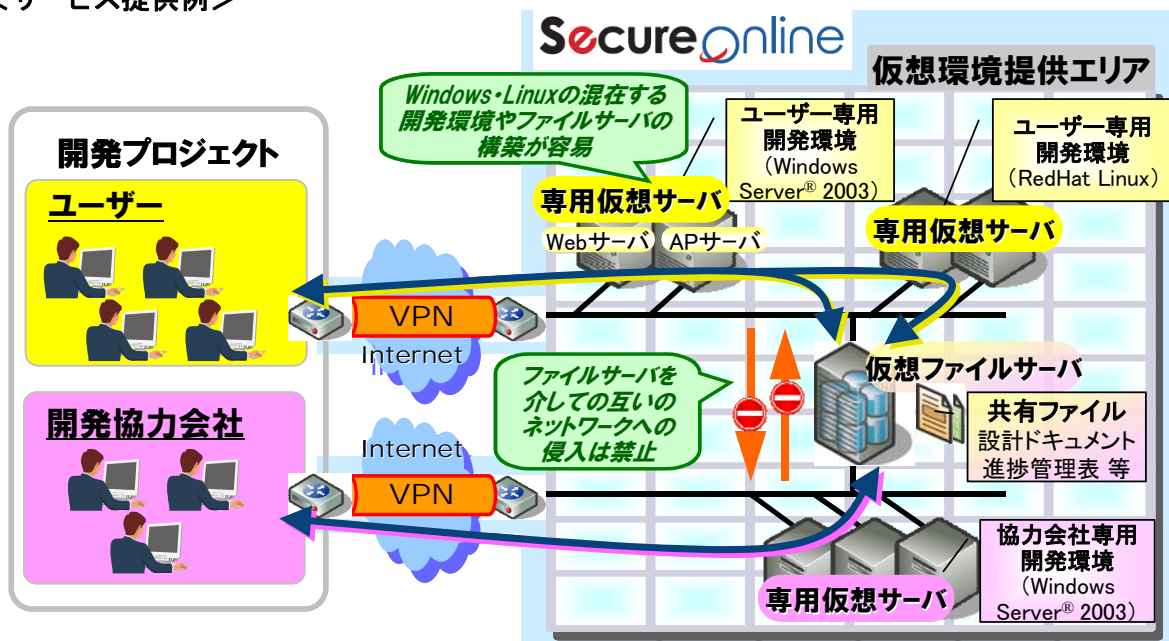 ＜サービス提供例＞
Secureonline
仮想環境提供エリア
Windows・Linuxの混在する
開発環境やファイルサーバの
構築が容易
ユーザー専用
開発環境
（Windows
Server® 2003）
ユーザー専用
開発環境
（RedHat Linux）
開発プロジェクト
ユーザー
専用仮想サーバ
Webサーバ APサーバ
専用仮想サーバ
VPN
Internet
ファイルサーバを
介しての互いの
ネットワークへの
侵入は禁止
仮想ファイルサーバ
共有ファイル
設計ドキュメント
進捗管理表 等
開発協力会社
Internet
VPN
専用仮想サーバ
協力会社専用
開発環境
（Windows
Server® 2003）